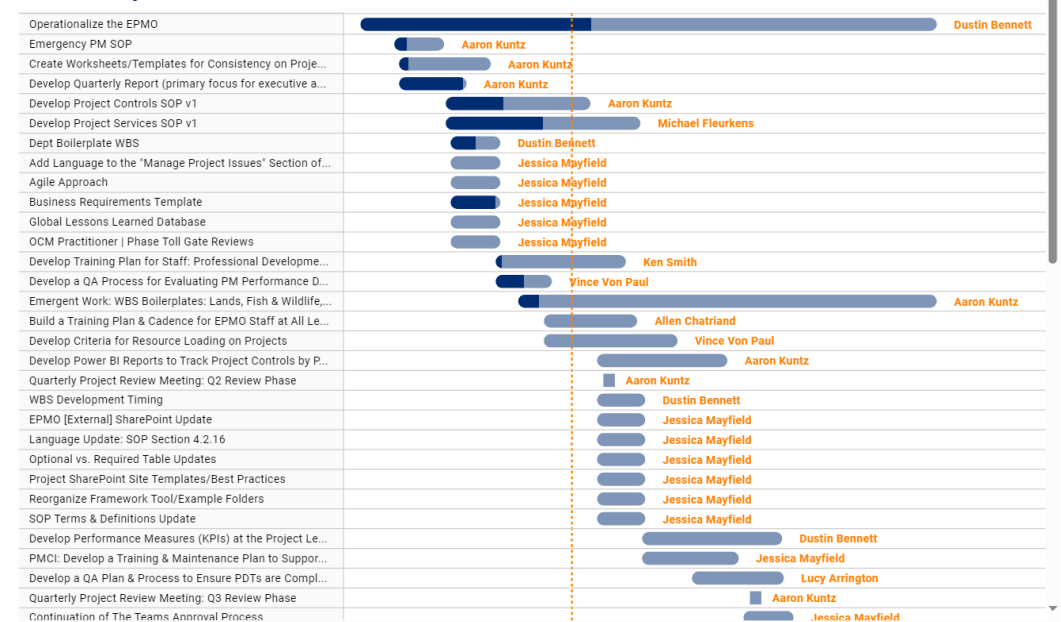 Operationalize the EPMO Dustin Bennett
Emergency PM SOP Aaron Kuntz
Create Worksheets/Templates for Consistency on Proje... Aaron Kuntz
Develop Quarterly Report (primary focus for executive a... Aaron Kuntz
Develop Project Controls SOP v1 Aaron Kuntz
Develop Project Services SOP v1 Michael Fleurkens
Dept Boilerplate WBS Dustin Bennett
Add Language to the "Manage Project Issues" Section of... Jessica Mayfield
Agile Approach Jessica Mayfield
Business Requirements Template Jessica Mayfield
Global Lessons Learned Database Jessica Mayfield
OCM Practitioner | Phase Toll Gate Reviews Jessica Mayfield
Develop Training Plan for Staff: Professional Developme... Ken Smith
Develop a QA Process for Evaluating PM Performance D... Vince Von Paul
Emergent Work: WBS Boilerplates: Lands, Fish & Wildlife,... Aaron Kuntz
Build a Training Plan & Cadence for EPMO Staff at All Le... Allen Chatriand
Develop Criteria for Resource Loading on Projects Vince Von Paul
Develop Power BI Reports to Track Project Controls by P... Aaron Kuntz
Quarterly Project Review Meeting: Q2 Review Phase Aaron Kuntz
WBS Development Timing Dustin Bennett
EPMO [External] SharePoint Update Jessica Mayfield
Language Update: SOP Section 4.2.16 Jessica Mayfield
Optional vs. Required Table Updates Jessica Mayfield
Project SharePoint Site Templates/Best Practices Jessica Mayfield
Reorganize Framework Tool/Example Folders Jessica Mayfield
SOP Terms & Definitions Update Jessica Mayfield
Develop Performance Measures (KPIs) at the Project Le... Dustin Bennett
PMCI: Develop a Training & Maintenance Plan to Suppor... Jessica Mayfield
Develop a QA Plan & Process to Ensure PDTs are Compl... Lucy Arrington
Quarterly Project Review Meeting: Q3 Review Phase Aaron Kuntz
Continuation of The Teams Approval Process Jessica Mayfield